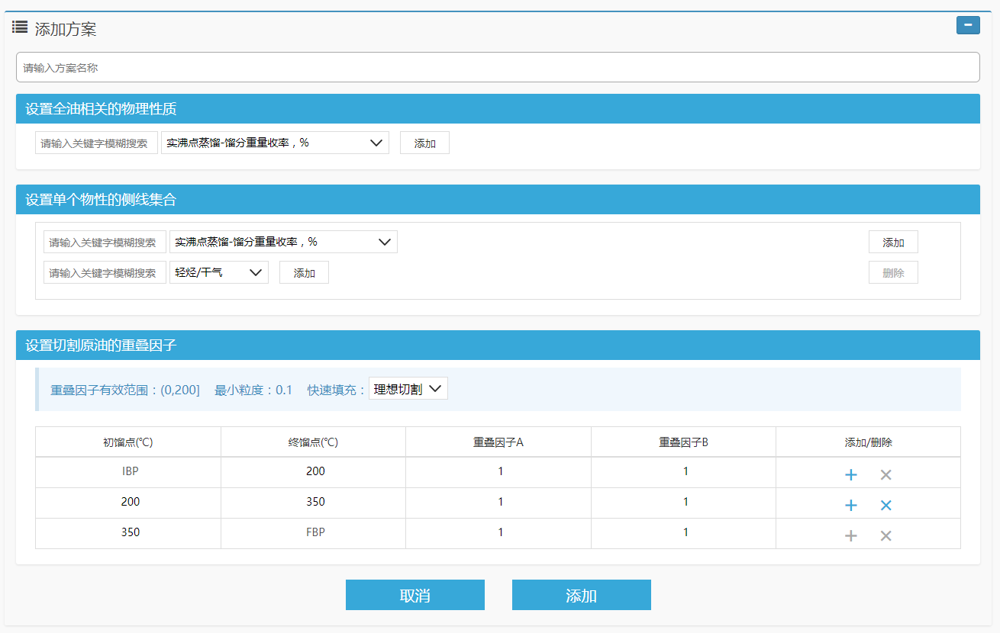 添加方案
请输入方案名称
设置全油相关的物理性质
请输入关键字模糊搜索 实沸点蒸馏-馏分重量收率，% 添加
设置单个物性的侧线集合
请输入关键字模糊搜索 实沸点蒸馏-馏分重量收率，% 添加
请输入关键字模糊搜索 轻烃/干气 添加 删除
设置切割原油的重叠因子
重叠因子有效范围：(0,200] 最小粒度：0.1 快速填充： 理想切割
初馏点(℃) 终馏点(℃) 重叠因子A 重叠因子B 添加/删除
IBP 200 1 1
200 350 1 1
350 FBP 1 1
取消 添加